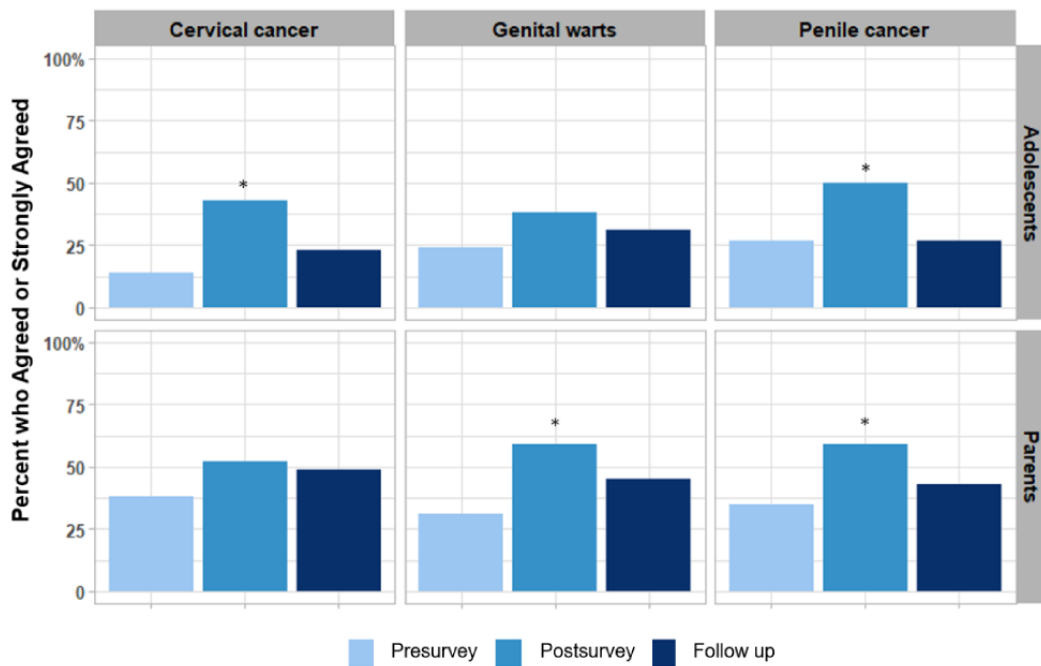 Cervical cancer
Genital warts
Penile cancer
Percent who Agreed or Strongly Agreed
100%
75
50
25
0
*
*
Adolescents
100%
75
50
25
0
*
*
Parents
Presurvey Postsurvey Follow up